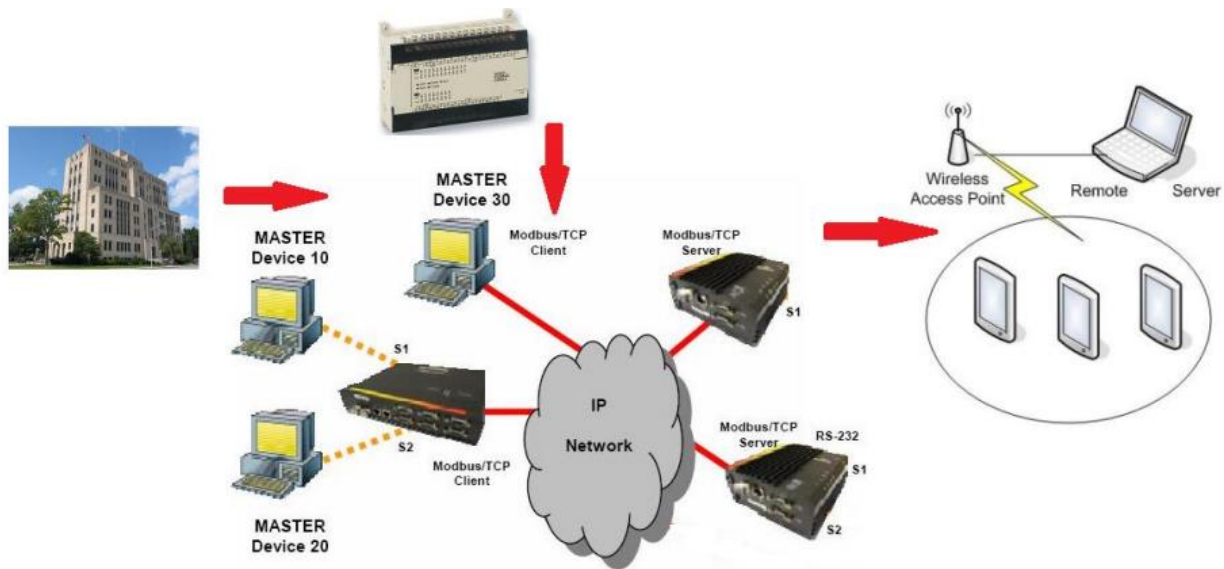 MASTER
Device 30
Modbus/TCP
Client
MASTER
Device 10
Modbus/TCP
Server
S1
S1
IP
Network
S2
Modbus/TCP
Client
MASTER
Device 20
Modbus/TCP
Server
RS-232
S1
S2
Wireless
Access Point
Remote
Server